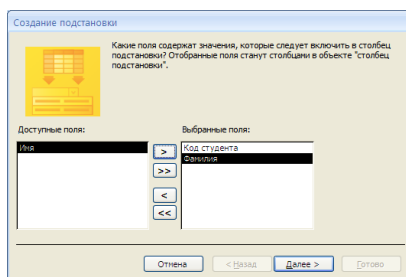 Создание подстановки
Какие поля содержат значения, которые следует включить в столбец
подстановки? Отобранные поля станут столбцами в объекте "столбец
подстановки".
Доступные поля:
Выбранные поля:
Имя
Код студента
Фамилия
>
>>
<
<<
Отмена
< Назад
Далее >
Готово